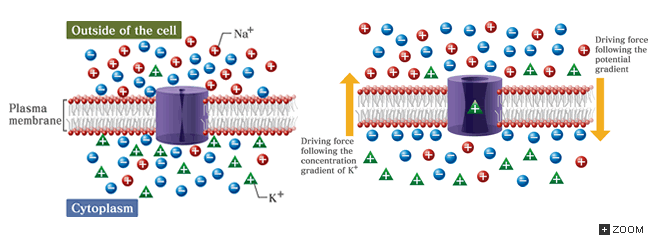 Outside of the cell
Na+
Plasma
membrane
Cytoplasm
K+
Driving force
following the
concentration
gradient of K+
Driving force
following the
potential
gradient
+ ZOOM